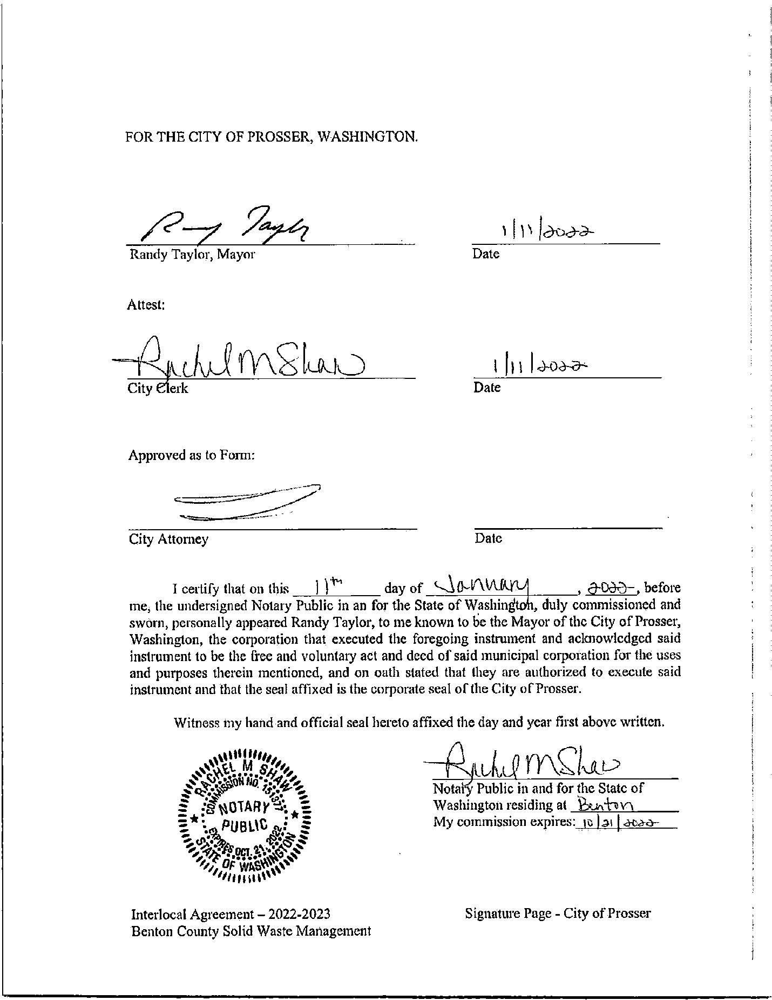 FOR THE CITY OF PROSSER, WASHINGTON.
Randy Taylor 1/11/2022
Randy Taylor, Mayor Date
Attest:
Rachel M Shaw 1/11/2022
City Clerk Date
Approved as to Form:
City Attorney Date
I certify that on this 11th day of January, 2022, before
me, the undersigned Notary Public in an for the State of Washington, duly commissioned and
sworn, personally appeared Randy Taylor, to me known to be the Mayor of the City of Prosser,
Washington, the corporation that executed the foregoing instrument and acknowledged said
instrument to be the free and voluntary act and deed of said municipal corporation for the uses
and purposes therein mentioned, and on oath stated that they are authorized to execute said
instrument and that the seal affixed is the corporate seal of the City of Prosser.
Witness my hand and official seal hereto affixed the day and year first above written.
RACHEL M SHAW
COMMISSION NO. 151377
NOTARY
PUBLIC
EXPIRES OCT. 21, 2022
STATE OF WASHINGTON
Rachel M Shaw
Notary Public in and for the State of
Washington residing at Benton
My commission expires: 10/21/2022
Interlocal Agreement – 2022-2023 Signature Page - City of Prosser
Benton County Solid Waste Management